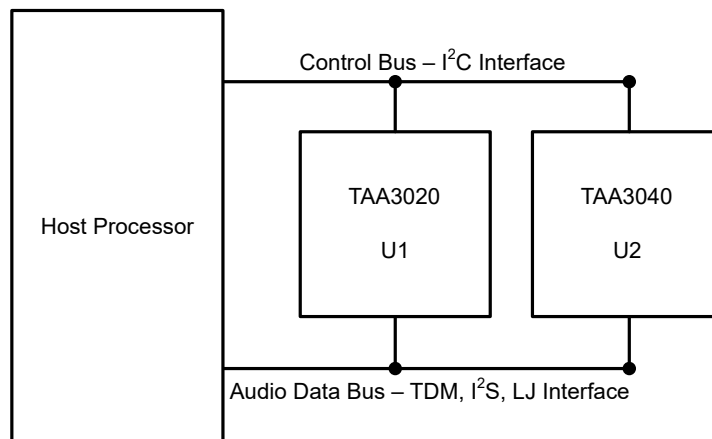 Control Bus – I²C Interface
TAA3020
TAA3040
Host Processor
U1
U2
Audio Data Bus – TDM, I²S, LJ Interface